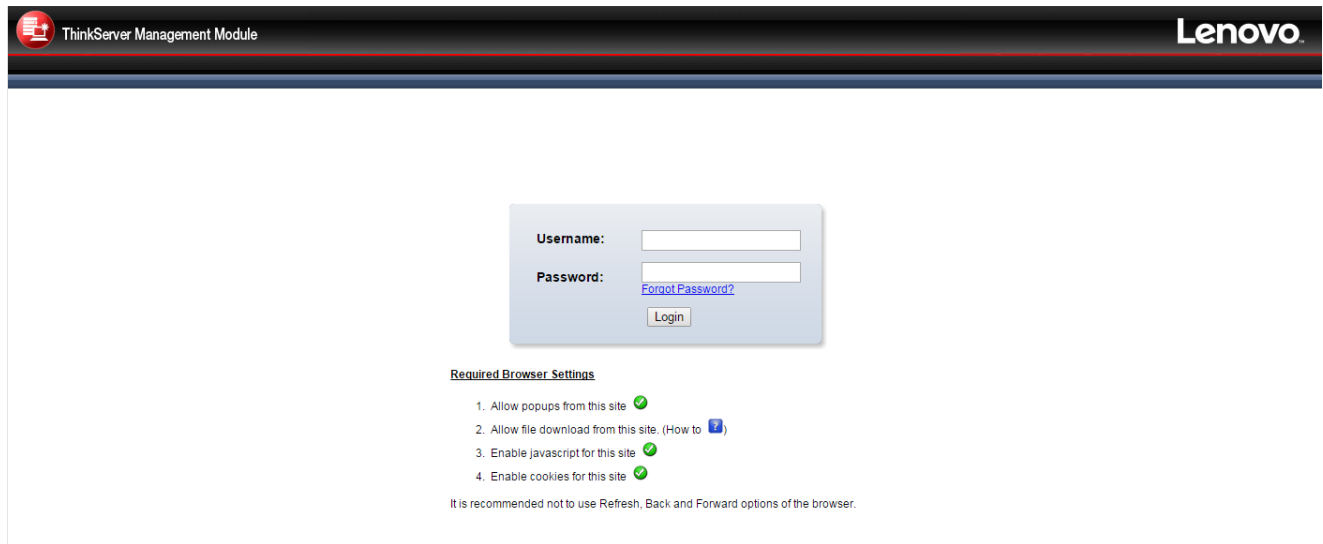 ThinkServer Management Module
Lenovo
Username:
Password:
Forgot Password?
Login
Required Browser Settings
1. Allow popups from this site
2. Allow file download from this site. (How to ?)
3. Enable javascript for this site
4. Enable cookies for this site
It is recommended not to use Refresh, Back and Forward options of the browser.